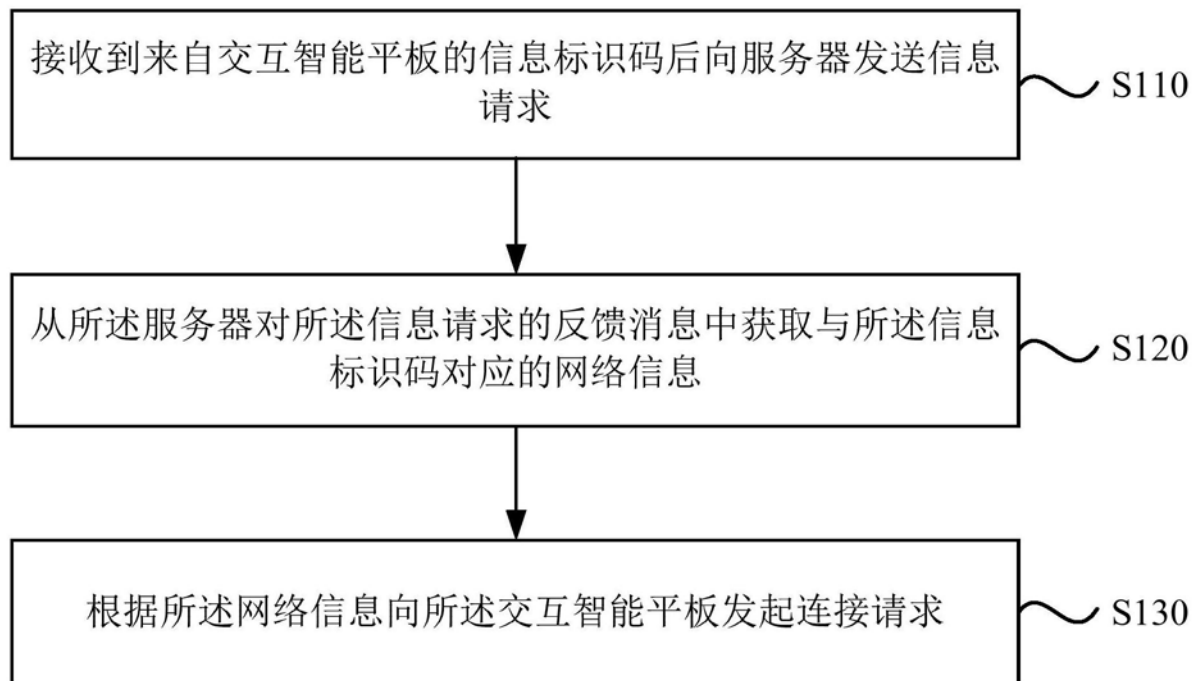 接收到来自交互智能平板的信息标识码后向服务器发送信息
请求
S110
从所述服务器对所述信息请求的反馈消息中获取与所述信息
标识码对应的网络信息
S120
根据所述网络信息向所述交互智能平板发起连接请求
S130